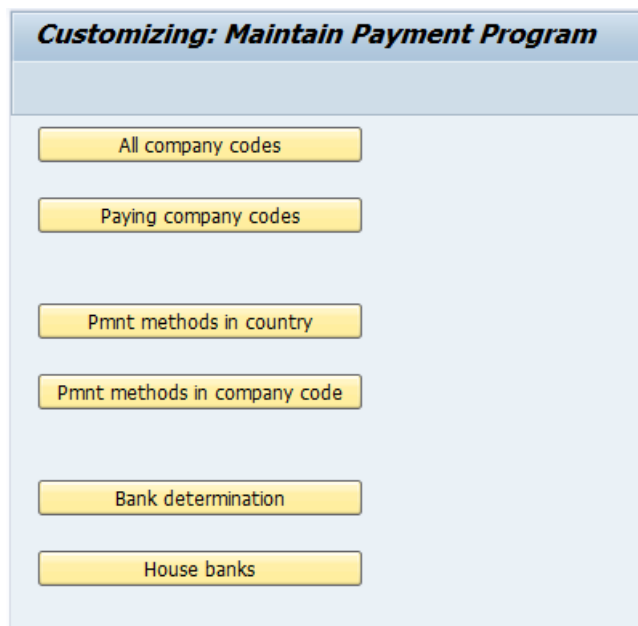 Customizing: Maintain Payment Program
All company codes
Paying company codes
Pmnt methods in country
Pmnt methods in company code
Bank determination
House banks